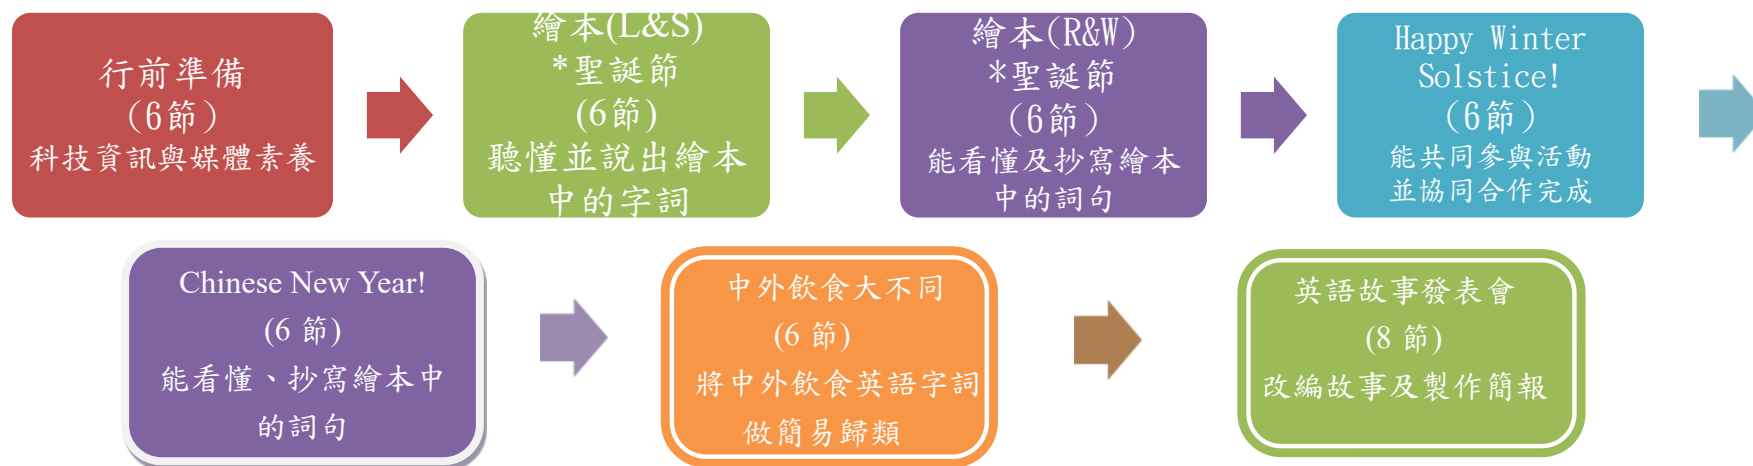 行前準備
(6節)
科技資訊與媒體素養
繪本(L&S)
*聖誕節
(6節)
聽懂並說出繪本
中的字詞
繪本(R&W)
*聖誕節
(6節)
能看懂及抄寫繪本
中的詞句
Happy Winter
Solstice!
(6節)
能共同參與活動
並協同合作完成
Chinese New Year!
(6 節)
能看懂、抄寫繪本中
的詞句
中外飲食大不同
(6 節)
將中外飲食英語字詞
做簡易歸類
英語故事發表會
(8 節)
改編故事及製作簡報